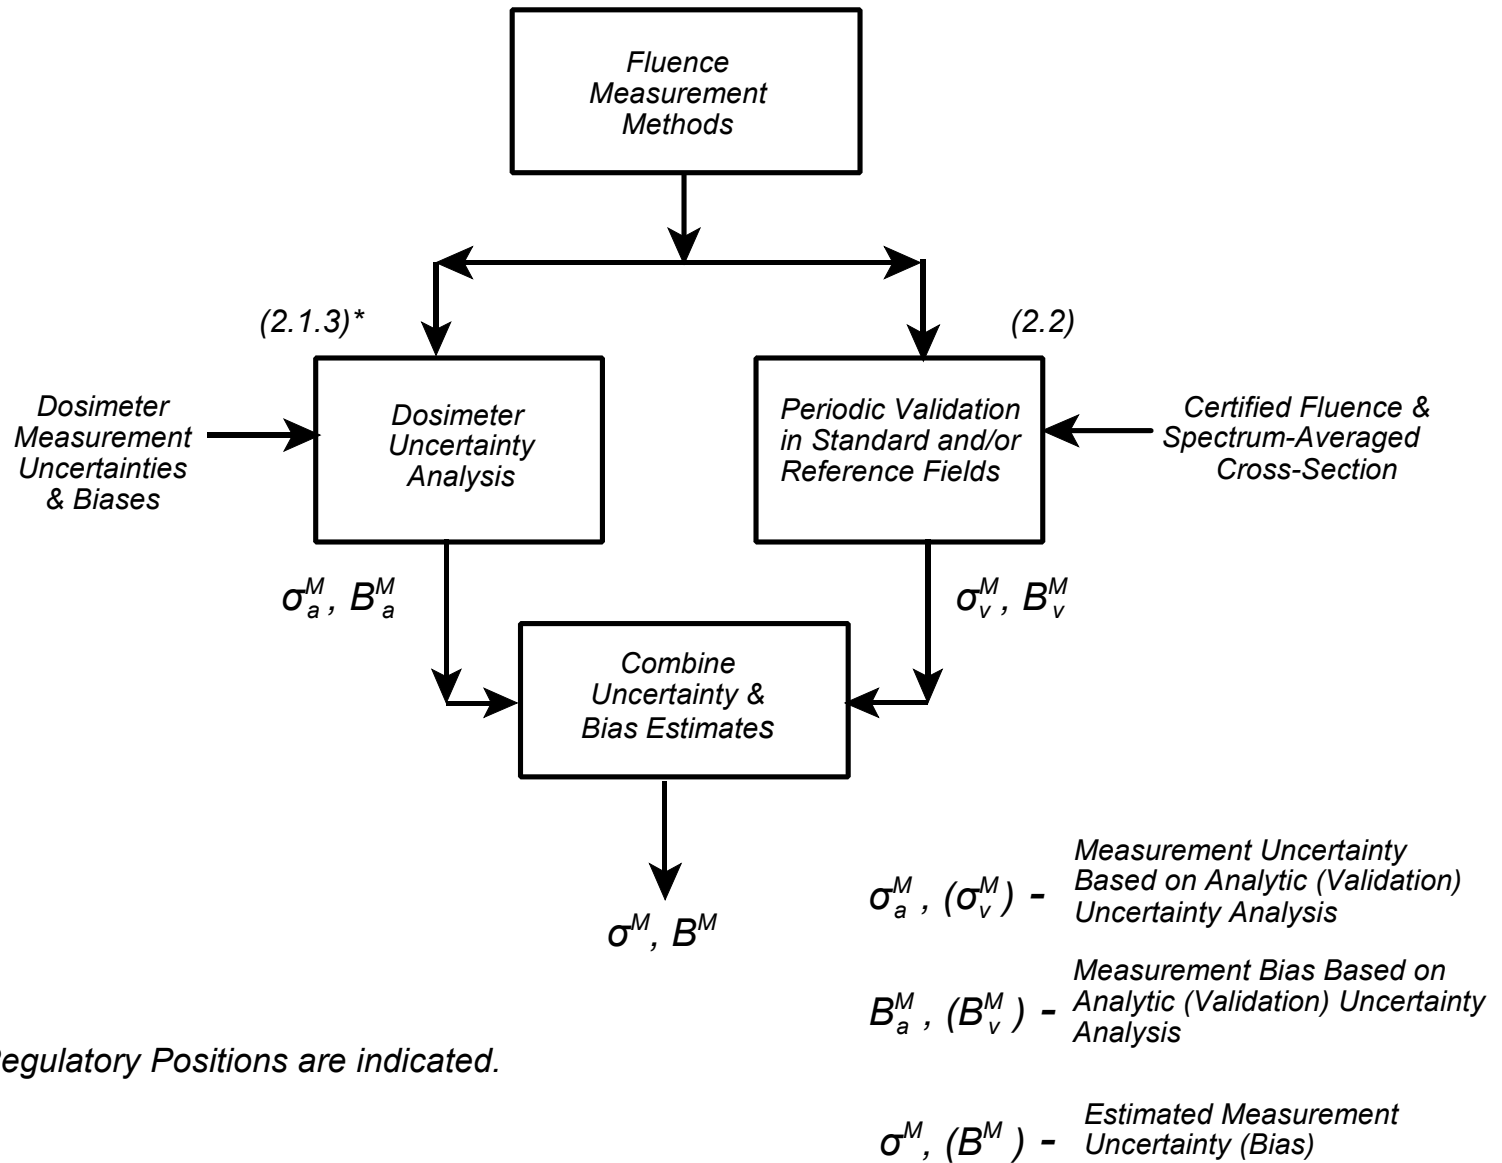 Fluence
Measurement
Methods
(2.1.3)*
(2.2)
Dosimeter
Measurement
Uncertainties
& Biases
Dosimeter
Uncertainty
Analysis
Periodic Validation
in Standard and/or
Reference Fields
Certified Fluence &
Spectrum-Averaged
Cross-Section
σₐᴹ, Bₐᴹ
σᵥᴹ, Bᵥᴹ
Combine
Uncertainty &
Bias Estimates
σᴹ, Bᴹ
σₐᴹ, (σᵥᴹ) - Measurement Uncertainty
Based on Analytic (Validation)
Uncertainty Analysis
Bₐᴹ, (Bᵥᴹ) - Measurement Bias Based on
Analytic (Validation) Uncertainty
Analysis
Regulatory Positions are indicated.
σᴹ, (Bᴹ) - Estimated Measurement
Uncertainty (Bias)